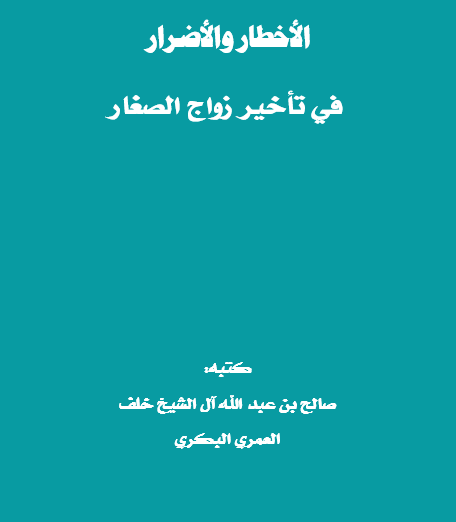 الأخطار والأضرار
في تأخير زواج الصغار
كتبه:
صالح بن عبد الله آل الشيخ خلف
العمري البكري